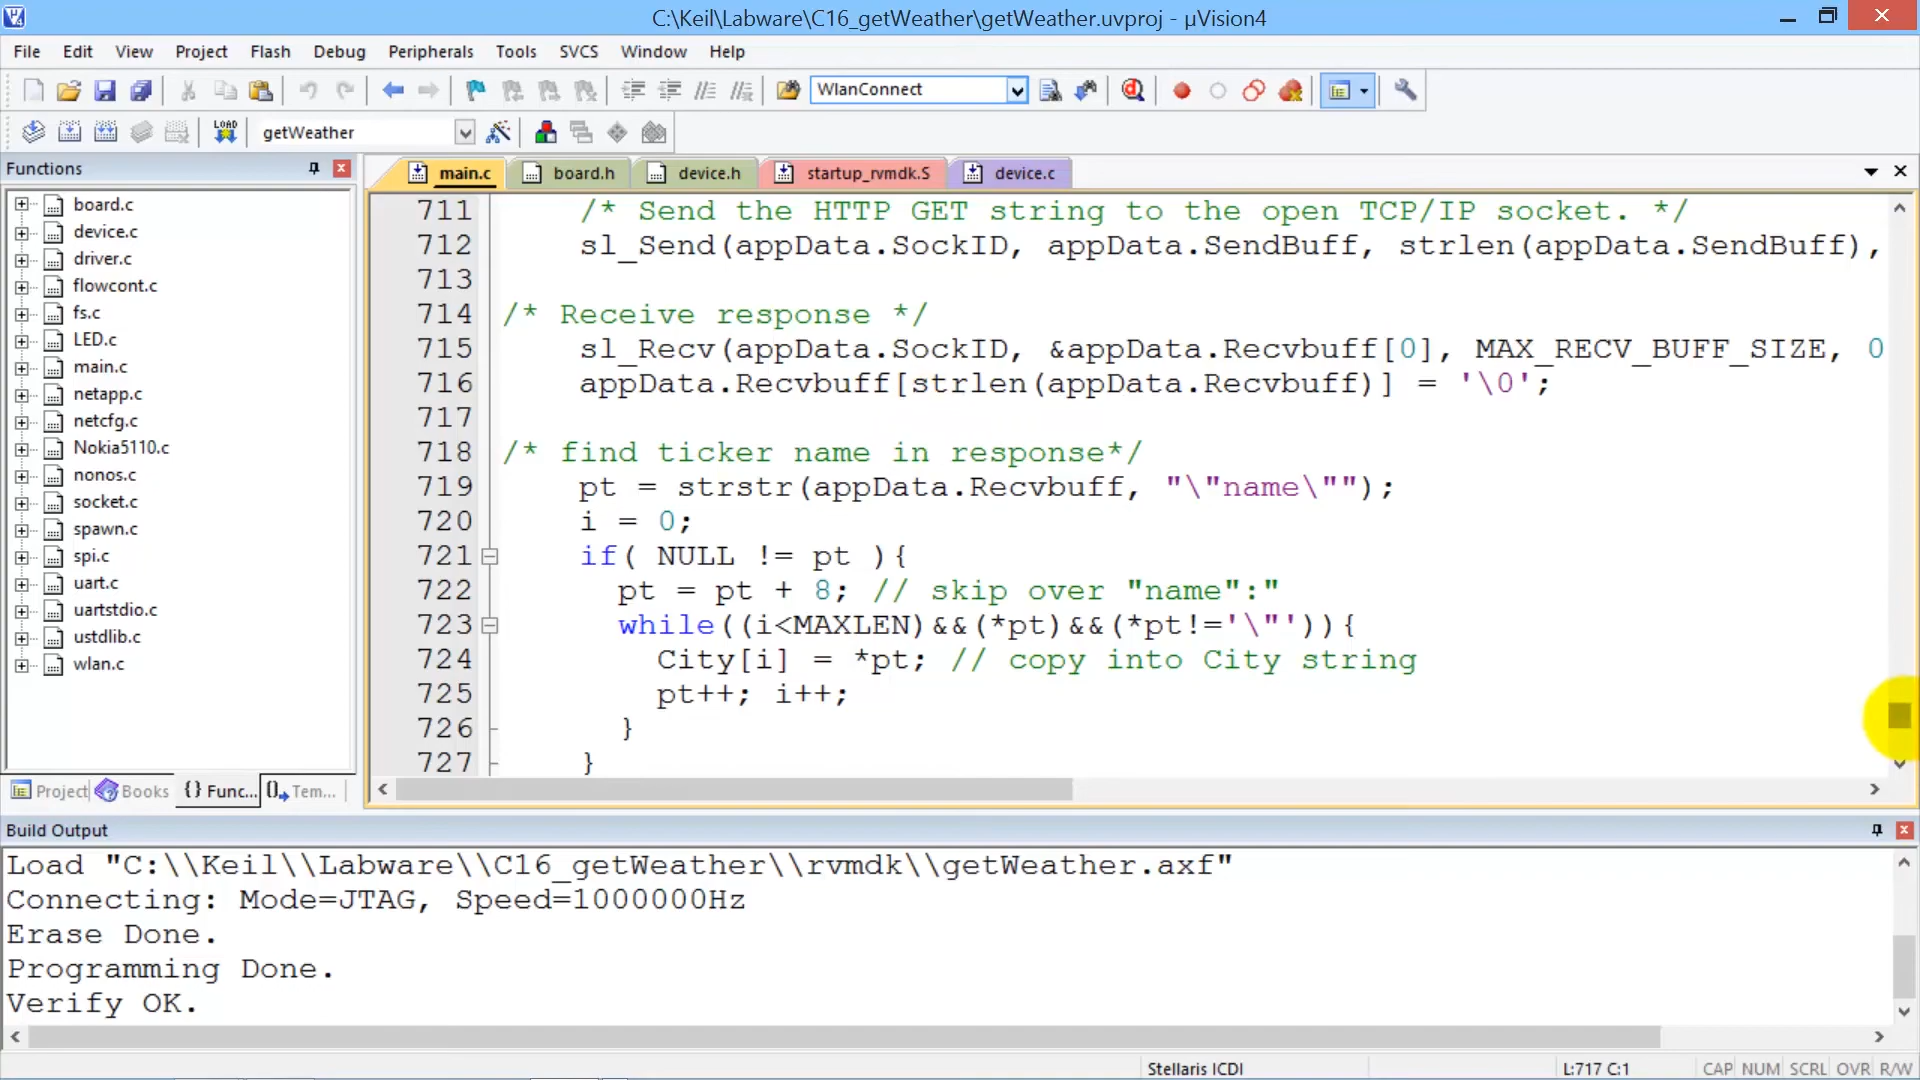 C:\Keil\Labware\C16_getWeather\getWeather.uvproj - µVision4
File Edit View Project Flash Debug Peripherals Tools SVCS Window Help
WlanConnect
LOAD getWeather
Functions
main.c board.h device.h startup_rvmdk.S device.c
board.c
device.c
driver.c
flowcont.c
fs.c
LED.c
main.c
netapp.c
netcfg.c
Nokia5110.c
nonos.c
socket.c
spawn.c
spi.c
uart.c
uartstdio.c
ustdlib.c
wlan.c
Project Books {} Func... Tem...
711 /* Send the HTTP GET string to the open TCP/IP socket. */
712 sl_Send(appData.SockID, appData.SendBuff, strlen(appData.SendBuff),
713
714 /* Receive response */
715 sl_Recv(appData.SockID, &appData.Recvbuff[0], MAX_RECV_BUFF_SIZE, 0
716 appData.Recvbuff[strlen(appData.Recvbuff)] = '\0';
717
718 /* find ticker name in response*/
719 pt = strstr(appData.Recvbuff, "\"name\"");
720 i = 0;
721 if( NULL != pt ){
722 pt = pt + 8; // skip over "name":"
723 while((i<MAXLEN)&&(*pt)&&(*pt!='\"')){
724 City[i] = *pt; // copy into City string
725 pt++; i++;
726 }
727 }
Build Output
Load "C:\\Keil\\Labware\\C16_getWeather\\rvmdk\\getWeather.axf"
Connecting: Mode=JTAG, Speed=1000000Hz
Erase Done.
Programming Done.
Verify OK.
Stellaris ICDI L:717 C:1 CAP NUM SCRL OVR R/W